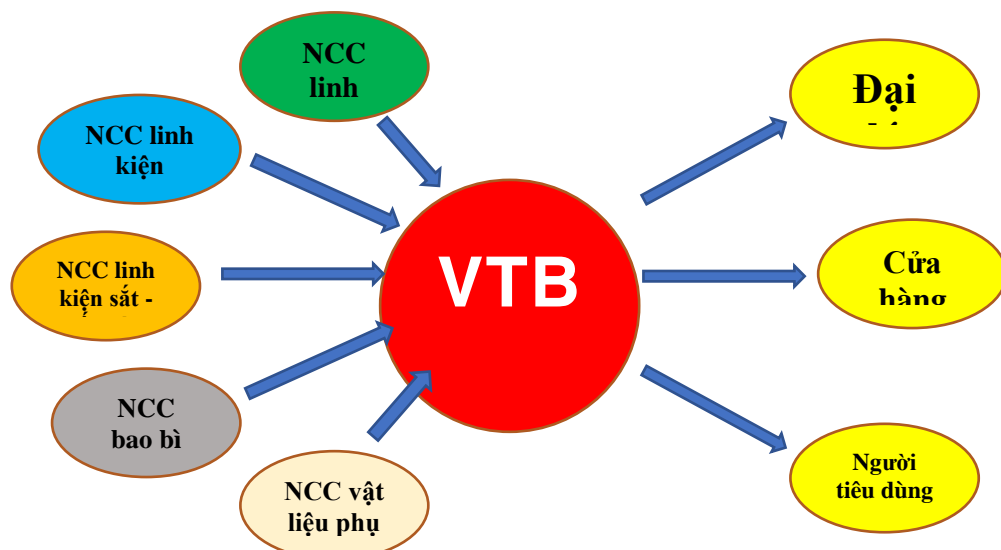 NCC
linh
NCC linh
kiện
NCC linh
kiện sắt -
NCC
bao bì
NCC vật
liệu phụ
VTB
Đại
Cửa
hàng
Người
tiêu dùng